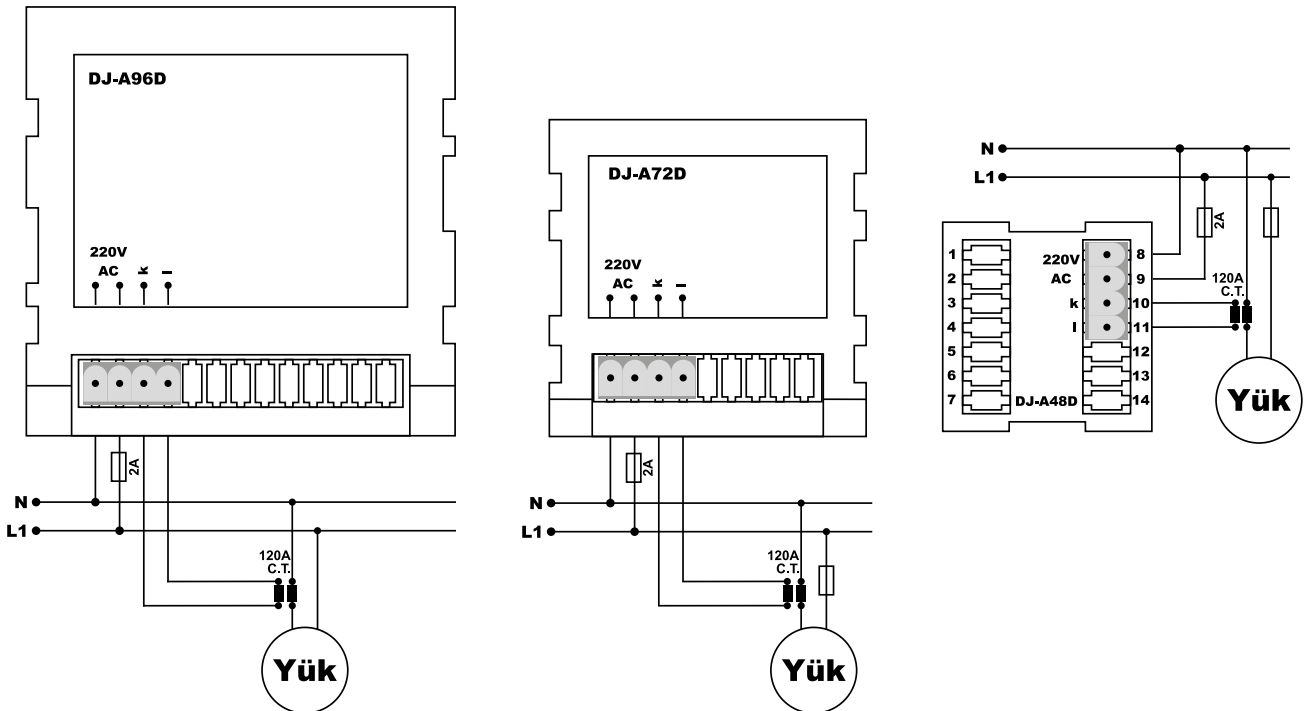 DJ-A96D
220V
AC
k
l
2A
N
L1
120A
C.T.
Yük
DJ-A72D
220V
AC
k
l
2A
N
L1
120A
C.T.
Yük
N
L1
2A
1
2
3
4
5
6
7
220V
AC
k
l
DJ-A48D
8
9
10
11
12
13
14
120A
C.T.
Yük